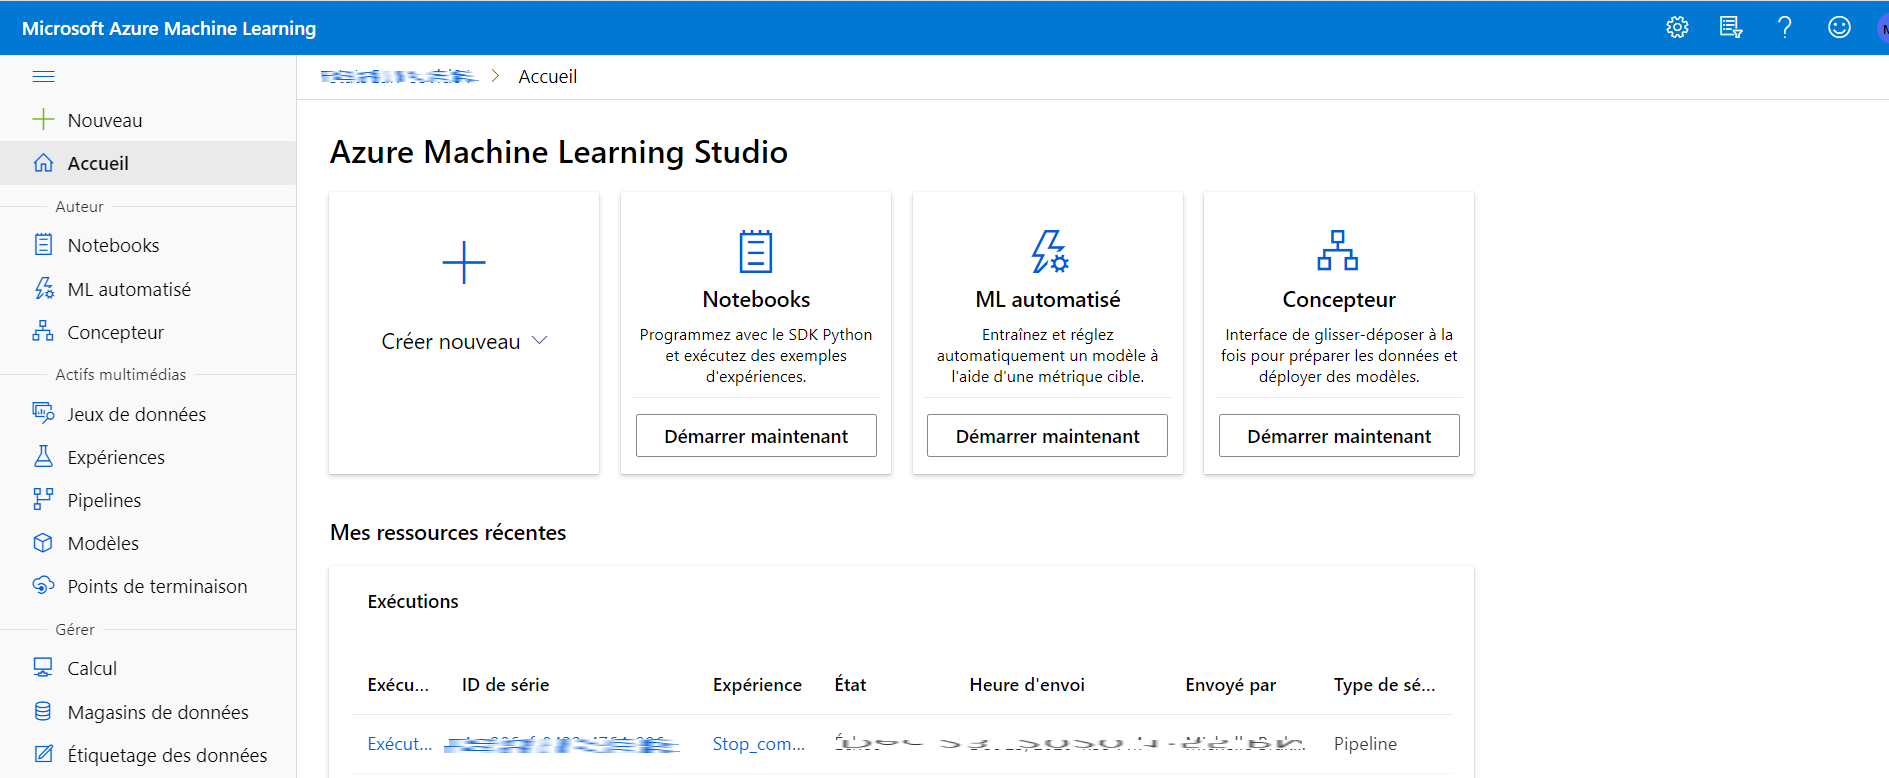 Microsoft Azure Machine Learning
Accueil
Nouveau
Accueil
Auteur
Notebooks
ML automatisé
Concepteur
Actifs multimédias
Jeux de données
Expériences
Pipelines
Modèles
Points de terminaison
Gérer
Calcul
Magasins de données
Étiquetage des données
Azure Machine Learning Studio
Créer nouveau
Notebooks
Programmez avec le SDK Python
et exécutez des exemples
d'expériences.
Démarrer maintenant
ML automatisé
Entraînez et réglez
automatiquement un modèle à
l'aide d'une métrique cible.
Démarrer maintenant
Concepteur
Interface de glisser-déposer à la
fois pour préparer les données et
déployer des modèles.
Démarrer maintenant
Mes ressources récentes
Exécutions
Exécu... ID de série Expérience État Heure d'envoi Envoyé par Type de sé...
Exécut... Stop_com... Pipeline